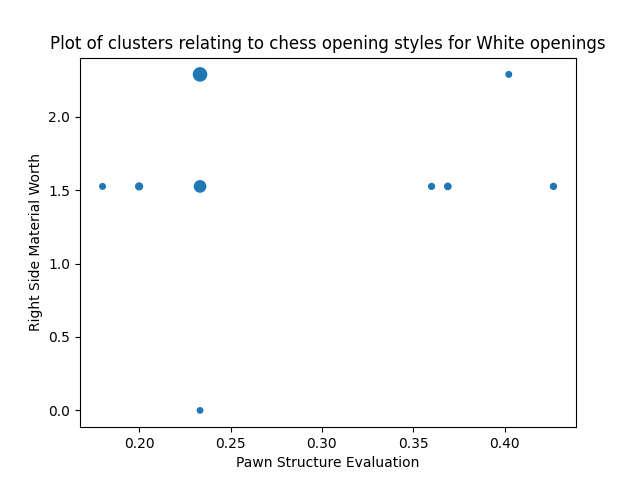 Plot of clusters relating to chess opening styles for White openings
2.0
1.5
1.0
0.5
0.0
Right Side Material Worth
0.20 0.25 0.30 0.35 0.40
Pawn Structure Evaluation